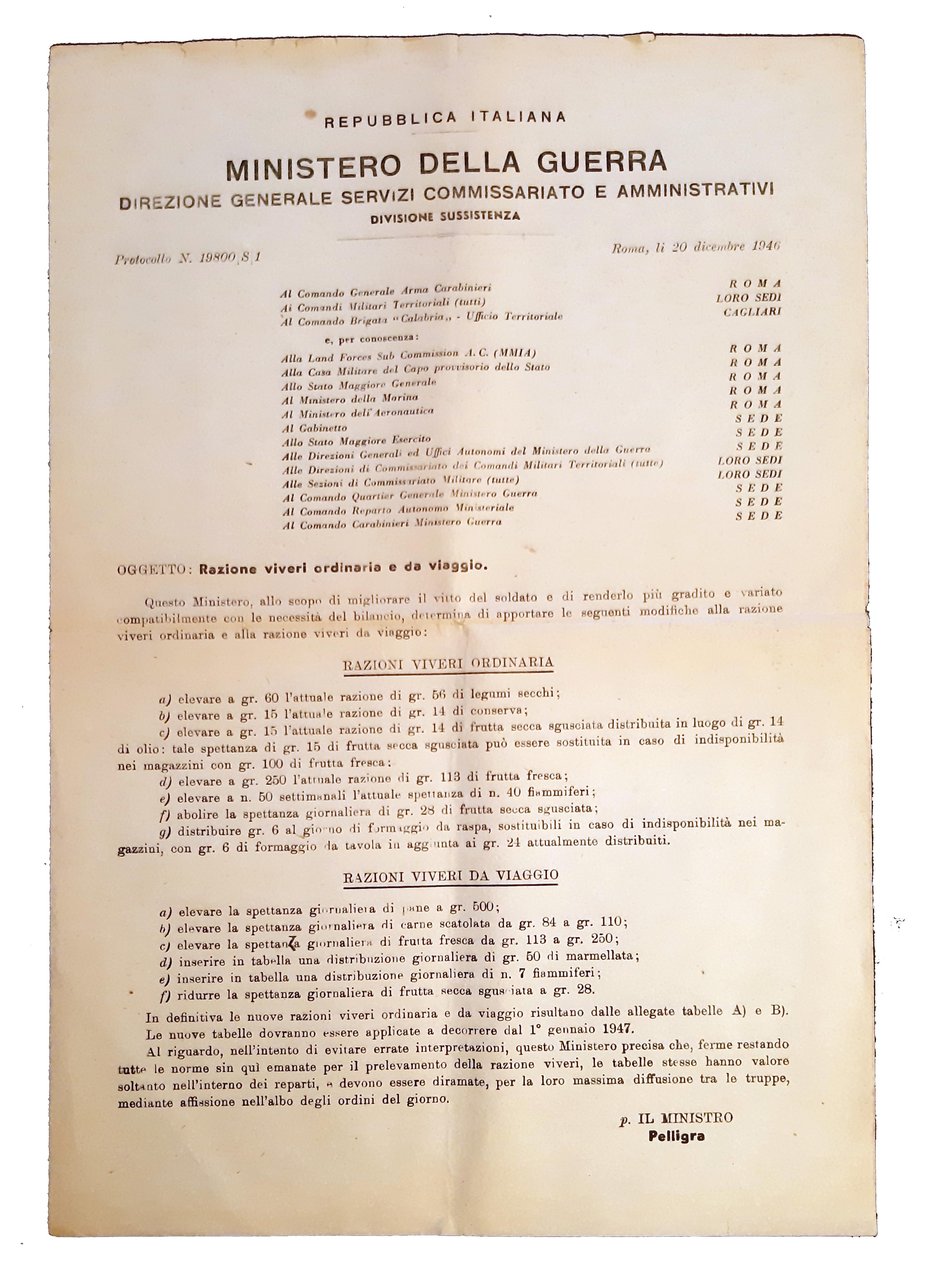 REPUBBLICA ITALIANA
MINISTERO DELLA GUERRA
DIREZIONE GENERALE SERVIZI COMMISSARIATO E AMMINISTRATIVI
DIVISIONE SUSSISTENZA
Protocollo N. 19800/S/1 Roma, li 20 dicembre 1946
Al Comando Generale Arma Carabinieri ROMA
Ai Comandi Militari Territoriali (tutti) LORO SEDI
Al Comando Brigata "Calabria„ - Ufficio Territoriale CAGLIARI
e, per conoscenza:
Alla Land Forces Sub Commission A.C. (MMIA) ROMA
Alla Casa Militare del Capo provvisorio dello Stato ROMA
Allo Stato Maggiore Generale ROMA
Al Ministero della Marina ROMA
Al Ministero dell'Aeronautica ROMA
Al Gabinetto SEDE
Allo Stato Maggiore Esercito SEDE
Alle Direzioni Generali ed Uffici Autonomi del Ministero della Guerra SEDE
Alle Direzioni di Commissariato dei Comandi Militari Territoriali (tutte) LORO SEDI
Alle Sezioni di Commissariato Militare (tutte) LORO SEDI
Al Comando Quartier Generale Ministero Guerra SEDE
Al Comando Reparto Autonomo Ministeriale SEDE
Al Comando Carabinieri Ministero Guerra SEDE
OGGETTO: Razione viveri ordinaria e da viaggio.
Questo Ministero, allo scopo di migliorare il vitto del soldato e di renderlo più gradito e variato
compatibilmente con le necessità del bilancio, determina di apportare le seguenti modifiche alla razione
viveri ordinaria e alla razione viveri da viaggio:
RAZIONI VIVERI ORDINARIA
a) elevare a gr. 60 l'attuale razione di gr. 56 di legumi secchi;
b) elevare a gr. 15 l'attuale razione di gr. 14 di conserva;
c) elevare a gr. 15 l'attuale razione di gr. 14 di frutta secca sgusciata distribuita in luogo di gr. 14
di olio: tale spettanza di gr. 15 di frutta secca sgusciata può essere sostituita in caso di indisponibilità
nei magazzini con gr. 100 di frutta fresca;
d) elevare a gr. 250 l'attuale razione di gr. 113 di frutta fresca;
e) elevare a n. 50 settimanali l'attuale spettanza di n. 40 fiammiferi;
f) abolire la spettanza giornaliera di gr. 28 di frutta secca sgusciata;
g) distribuire gr. 6 al giorno di formaggio da raspa, sostituibili in caso di indisponibilità nei ma-
gazzini, con gr. 6 di formaggio da tavola in aggiunta ai gr. 24 attualmente distribuiti.
RAZIONI VIVERI DA VIAGGIO
a) elevare la spettanza giornaliera di pane a gr. 500;
b) elevare la spettanza giornaliera di carne scatolata da gr. 84 a gr. 110;
c) elevare la spettanza giornaliera di frutta fresca da gr. 113 a gr. 250;
d) inserire in tabella una distribuzione giornaliera di gr. 50 di marmellata;
e) inserire in tabella una distribuzione giornaliera di n. 7 fiammiferi;
f) ridurre la spettanza giornaliera di frutta secca sgusciata a gr. 28.
In definitiva le nuove razioni viveri ordinaria e da viaggio risultano dalle allegate tabelle A) e B).
Le nuove tabelle dovranno essere applicate a decorrere dal 1° gennaio 1947.
Al riguardo, nell'intento di evitare errate interpretazioni, questo Ministero precisa che, ferme restando
tutte le norme sin quì emanate per il prelevamento della razione viveri, le tabelle stesse hanno valore
soltanto nell'interno dei reparti, e devono essere diramate, per la loro massima diffusione tra le truppe,
mediante affissione nell'albo degli ordini del giorno.
p. IL MINISTRO
Pelligra